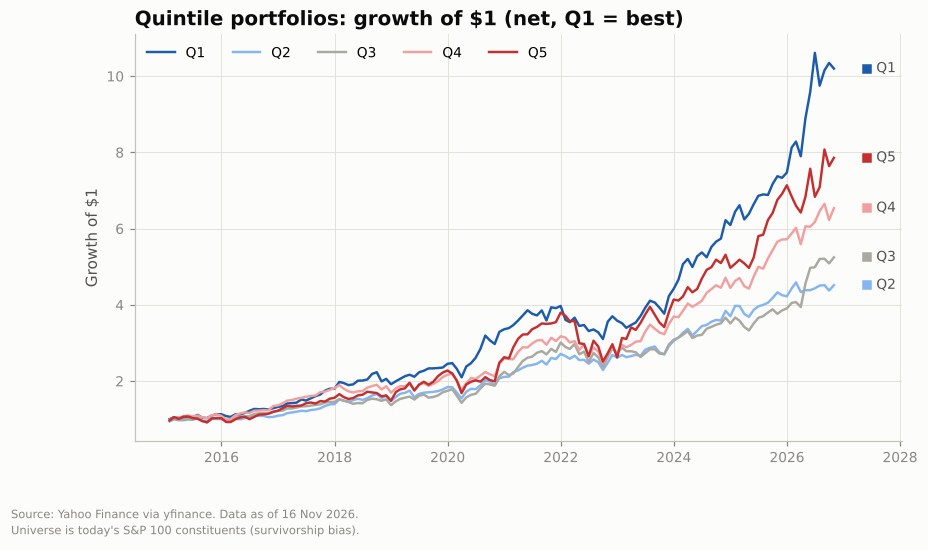 Quintile portfolios: growth of $1 (net, Q1 = best)
Q1 Q2 Q3 Q4 Q5
Growth of $1
10
8
6
4
2
Q1
Q5
Q4
Q3
Q2
2016 2018 2020 2022 2024 2026 2028
Source: Yahoo Finance via yfinance. Data as of 16 Nov 2026.
Universe is today's S&P 100 constituents (survivorship bias).